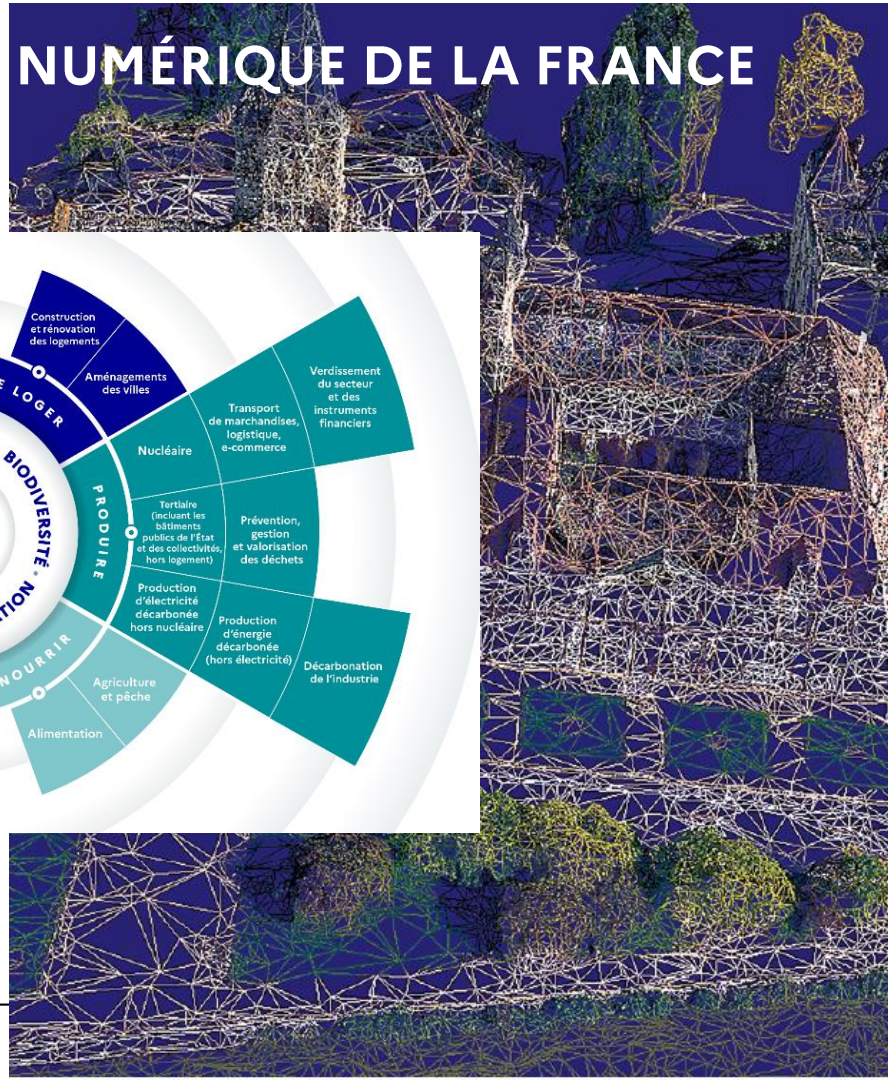 NUMÉRIQUE DE LA FRANCE
Construction
et rénovation
des logements
Aménagements
des villes
LOGER
BIODIVERSITÉ
PRODUIRE
Nucléaire
Transport
de marchandises,
logistique,
e-commerce
Verdissement
du secteur
et des
instruments
financiers
Tertiaire
(incluant les
bâtiments
publics de l'État
et des collectivités,
hors logement)
Prévention,
gestion
et valorisation
des déchets
Production
d'électricité
décarbonée
hors nucléaire
Production
d'énergie
décarbonée
(hors électricité)
Décarbonation
de l'industrie
NOURRIR
Agriculture
et pêche
Alimentation